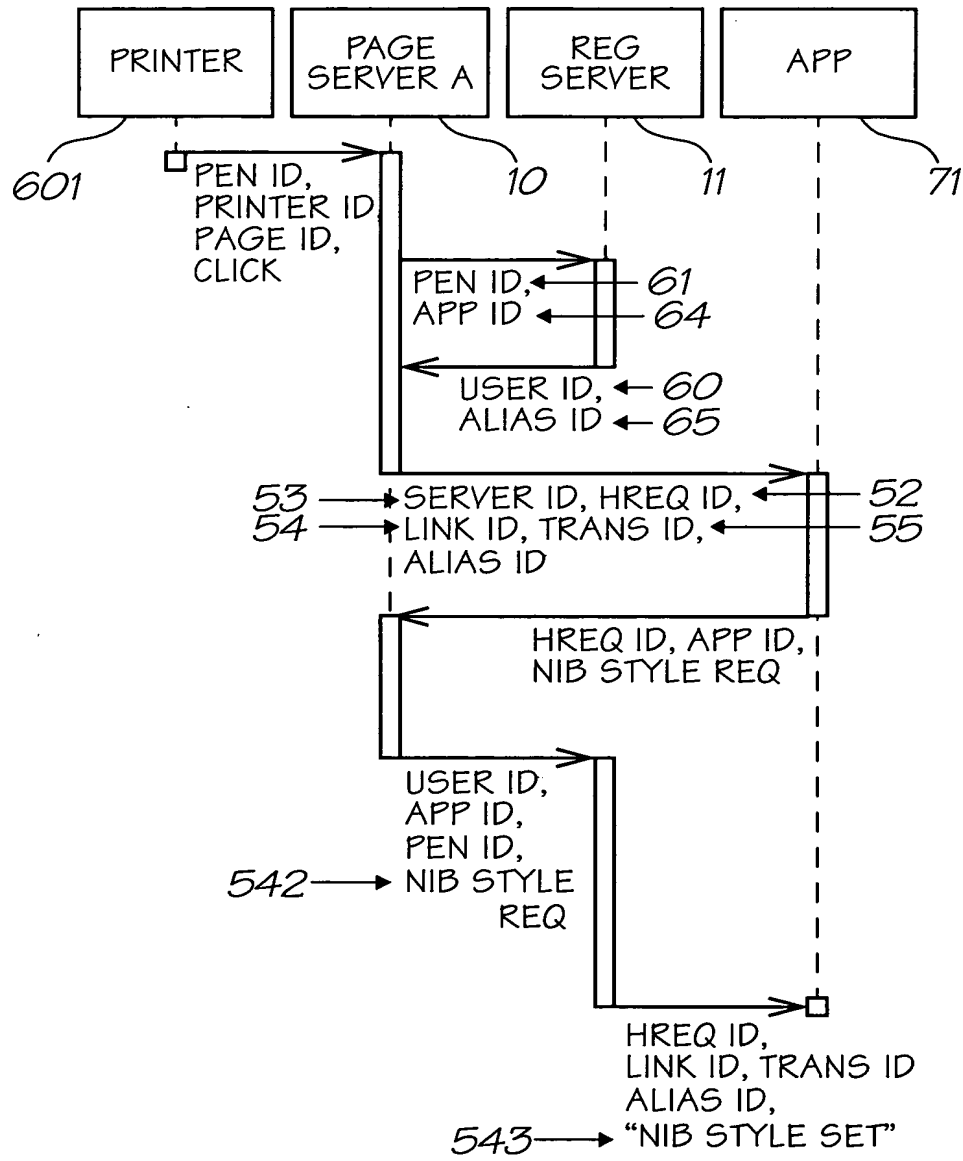 PRINTER
PAGE
SERVER A
REG
SERVER
APP
601
10
11
71
PEN ID,
PRINTER ID
PAGE ID,
CLICK
PEN ID, 61
APP ID 64
USER ID, 60
ALIAS ID 65
53 SERVER ID, HREQ ID, 52
54 LINK ID, TRANS ID, 55
ALIAS ID
HREQ ID, APP ID,
NIB STYLE REQ
USER ID,
APP ID,
PEN ID,
542 NIB STYLE
REQ
HREQ ID,
LINK ID, TRANS ID
ALIAS ID,
543 “NIB STYLE SET”